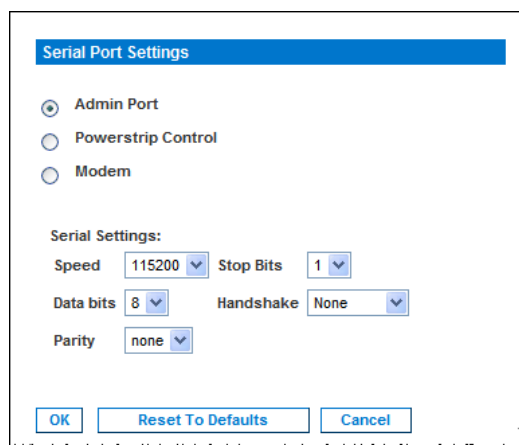 Serial Port Settings
Admin Port
Powerstrip Control
Modem
Serial Settings:
Speed 115200 Stop Bits 1
Data bits 8 Handshake None
Parity none
OK Reset To Defaults Cancel